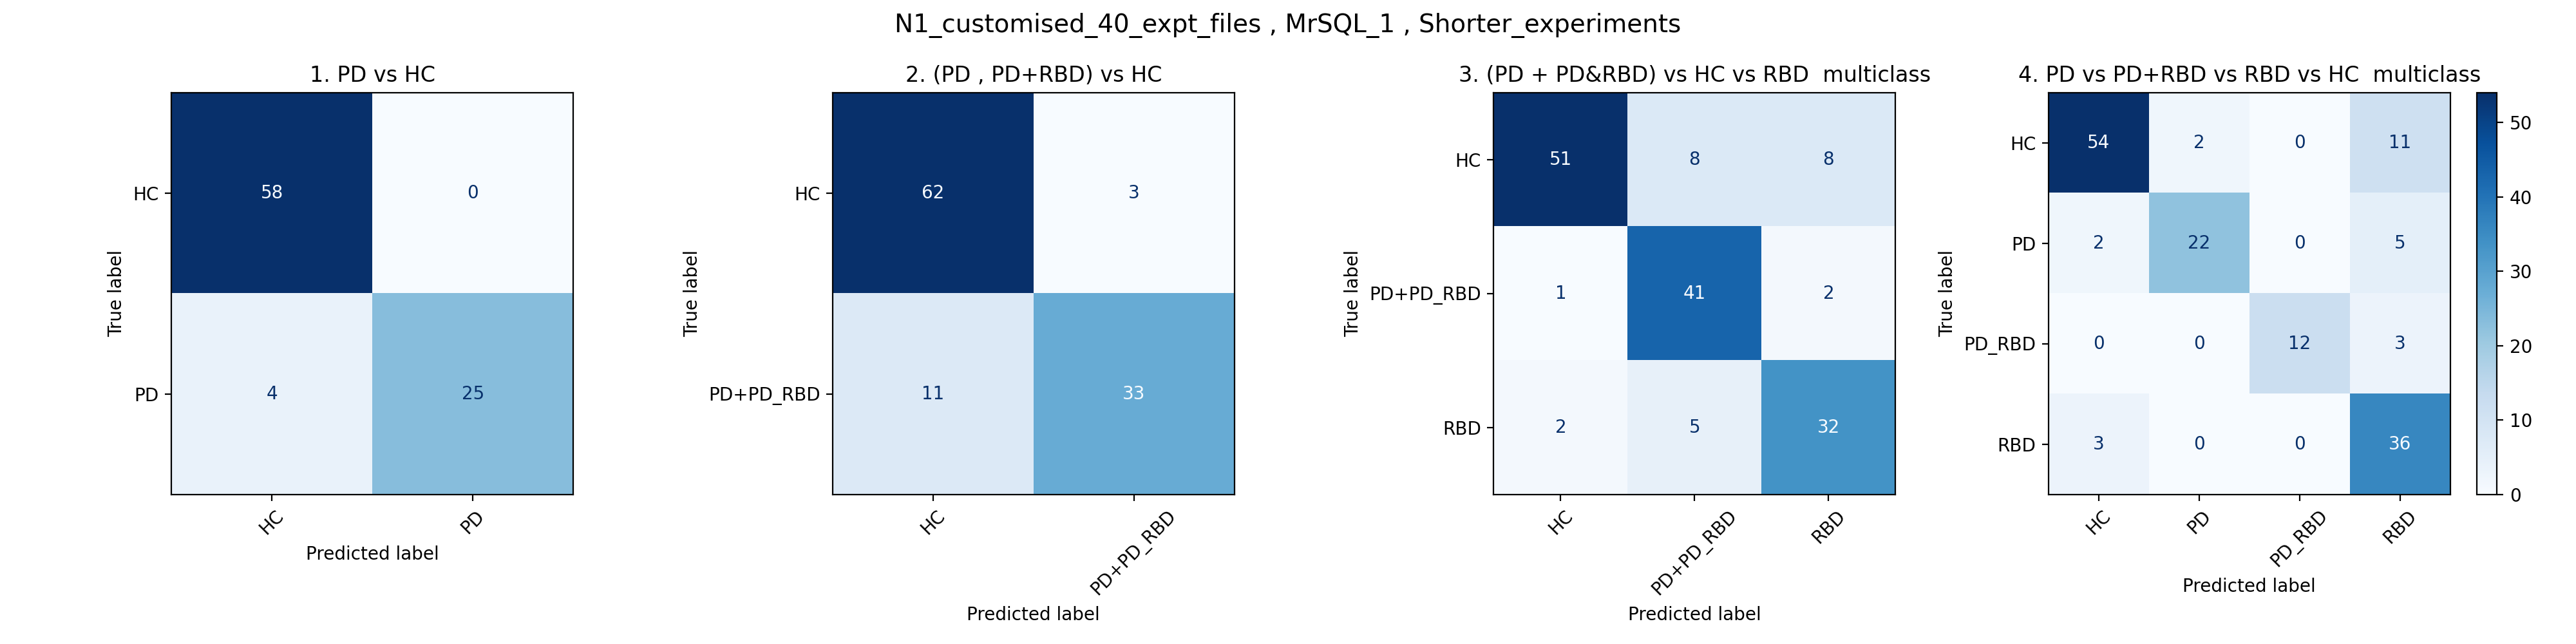 N1_customised_40_expt_files , MrSQL_1 , Shorter_experiments
1. PD vs HC
True label
HC
58
0
PD
4
25
HC
PD
Predicted label
2. (PD , PD+RBD) vs HC
True label
HC
62
3
PD+PD_RBD
11
33
HC
PD+PD_RBD
Predicted label
3. (PD + PD&RBD) vs HC vs RBD  multiclass
True label
HC
51
8
8
PD+PD_RBD
1
41
2
RBD
2
5
32
HC
PD+PD_RBD
RBD
Predicted label
4. PD vs PD+RBD vs RBD vs HC  multiclass
True label
HC
54
2
0
11
PD
2
22
0
5
PD_RBD
0
0
12
3
RBD
3
0
0
36
HC
PD
PD_RBD
RBD
Predicted label
50
40
30
20
10
0